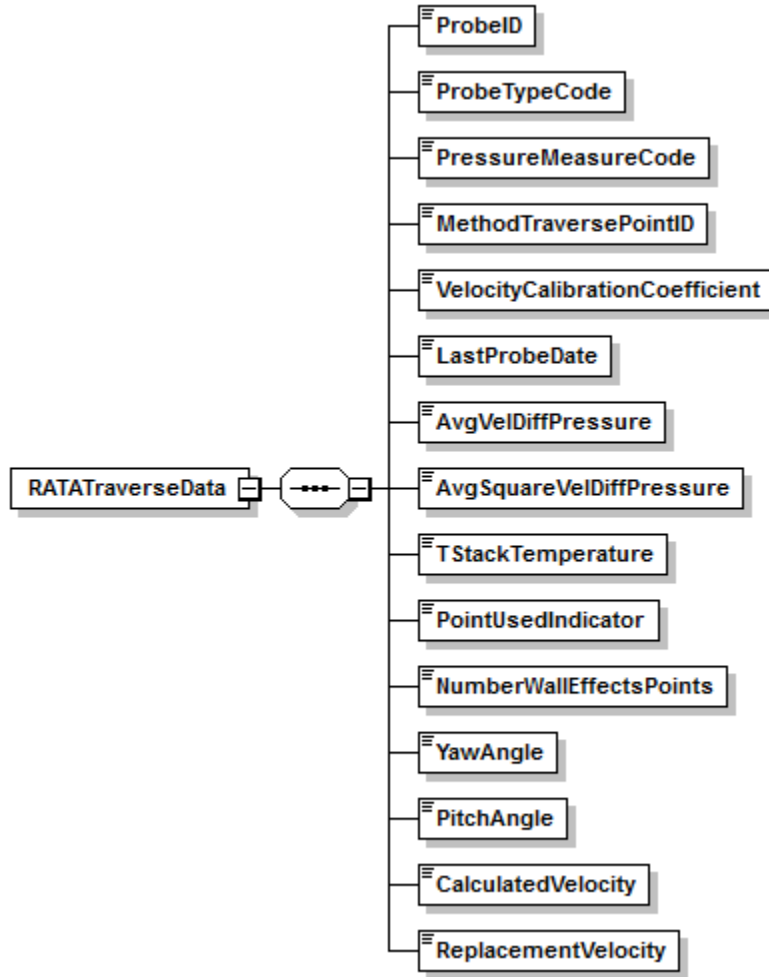 ProbeID
ProbeTypeCode
PressureMeasureCode
MethodTraversePointID
VelocityCalibrationCoefficient
LastProbeDate
AvgVelDiffPressure
RATATraverseData
AvgSquareVelDiffPressure
TStackTemperature
PointUsedIndicator
NumberWallEffectsPoints
YawAngle
PitchAngle
CalculatedVelocity
ReplacementVelocity